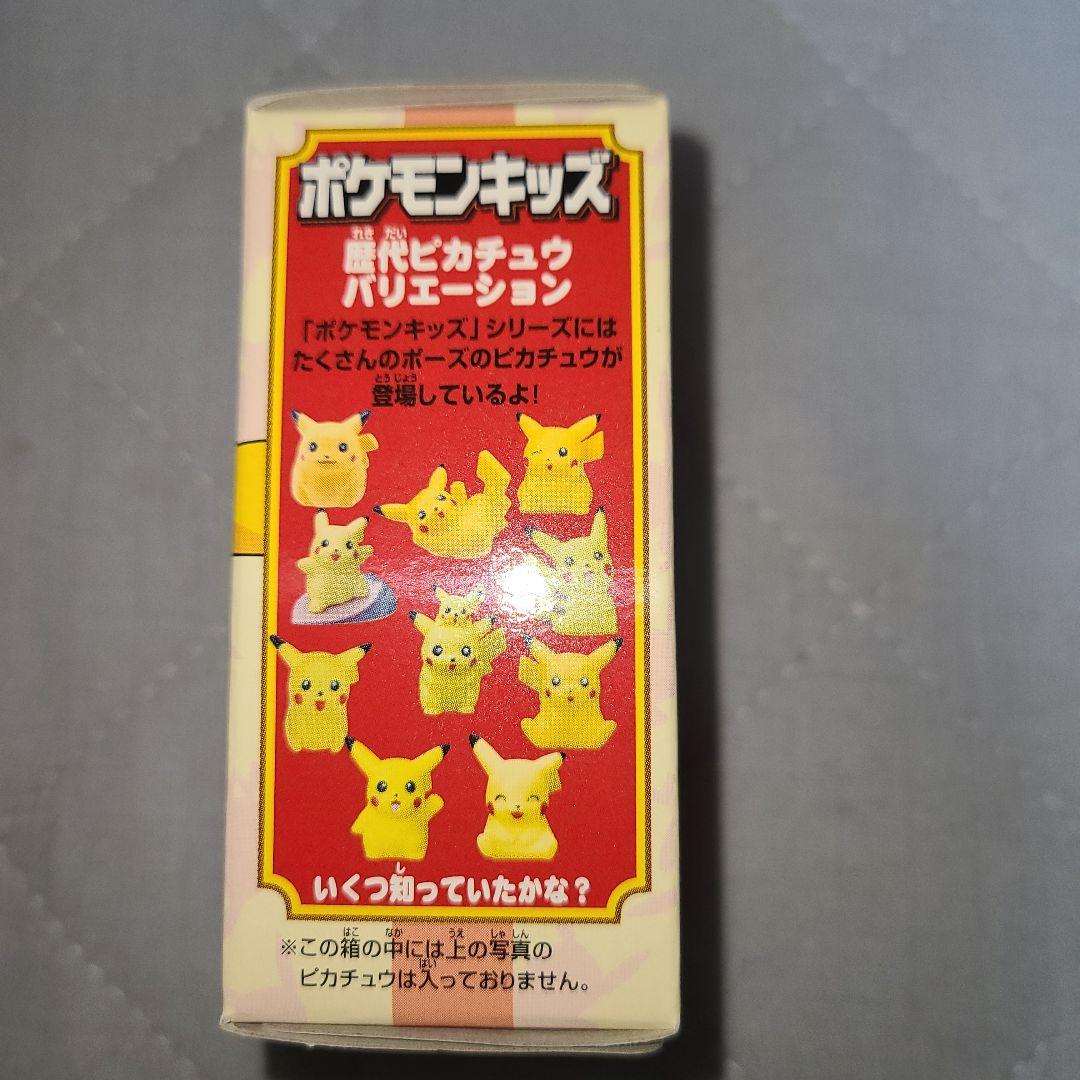 ポケモンキッズ
歴代ピカチュウ
バリエーション
「ポケモンキッズ」シリーズには
たくさんのポーズのピカチュウが
登場しているよ!
いくつ知っていたかな?
※この箱の中には上の写真の
ピカチュウは入っておりません。